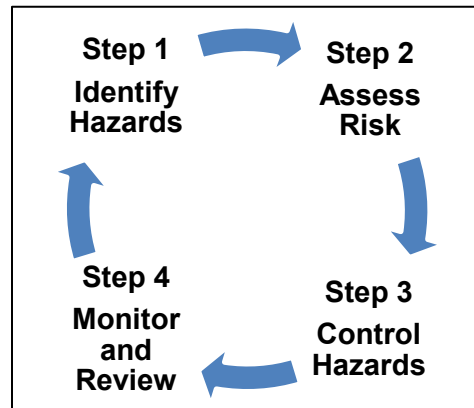 Step 1
Identify
Hazards
Step 2
Assess
Risk
Step 3
Control
Hazards
Step 4
Monitor
and
Review